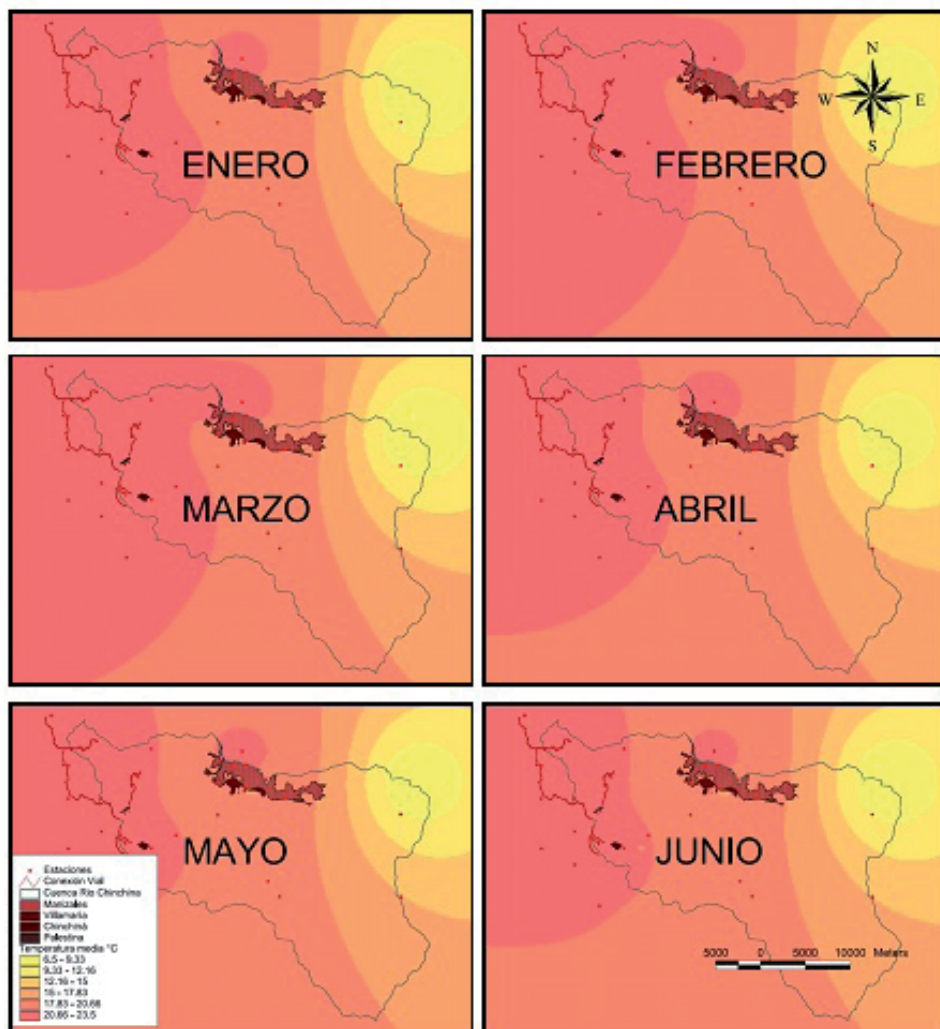 ENERO
FEBRERO
N
W E
S
MARZO
ABRIL
MAYO
JUNIO
Estaciones
Conexión Vial
Cuenca Río Chinchina
Manizales
Villamaria
Chinchiná
Palestina
Temperatura media °C
6.5 - 9.33
9.33 - 12.16
12.16 - 15
15 - 17.83
17.83 - 20.66
20.66 - 23.5
5000 0 5000 10000 Meters